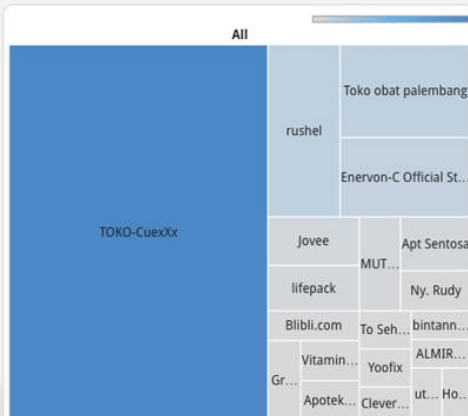 All
TOKO-CuexXx
rushel
Toko obat palembang
Enervon-C Official St...
Jovee
MUT...
Apt Sentosa
lifepack
Ny. Rudy
Blibli.com
To Seh...
bintann...
Vitamin...
Yoofix
ALMIR...
Gr...
Apotek...
Clever...
ut...
Ho...